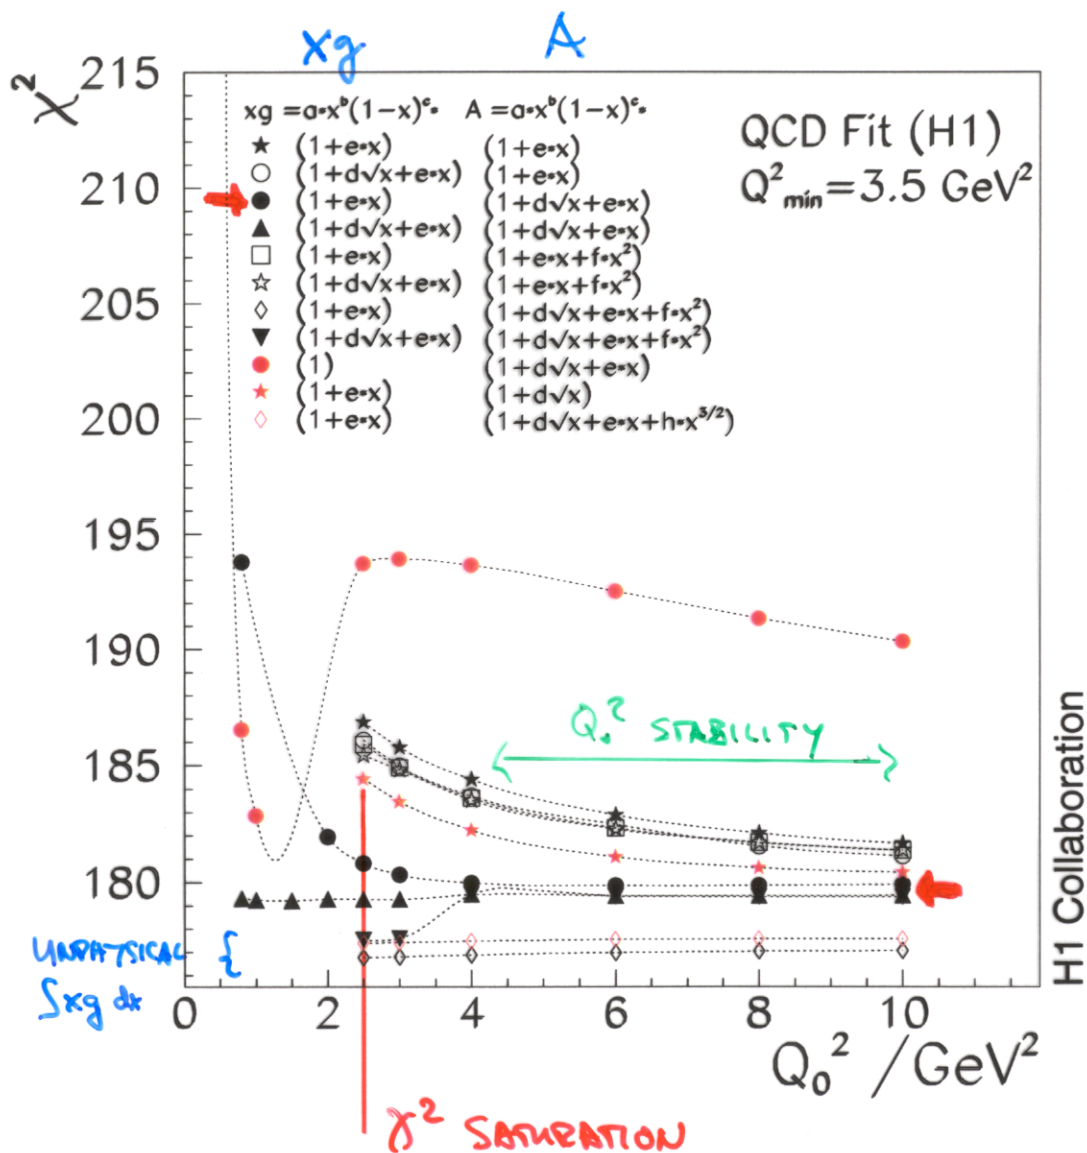 xg A
χ²
215
xg =a•x^b(1−x)^c• A =a•x^b(1−x)^c•
QCD Fit (H1)
Q²min=3.5 GeV²
(1+e•x) (1+e•x)
(1+d√x+e•x) (1+e•x)
210
(1+e•x) (1+d√x+e•x)
(1+d√x+e•x) (1+d√x+e•x)
(1+e•x) (1+e•x+f•x²)
(1+d√x+e•x) (1+e•x+f•x²)
205
(1+e•x) (1+d√x+e•x+f•x²)
(1+d√x+e•x) (1+d√x+e•x+f•x²)
(1) (1+d√x+e•x)
(1+e•x) (1+d√x)
200
(1+e•x) (1+d√x+e•x+h•x^3/2)
195
190
Q₀² STABILITY
185
180
UNPHYSICAL {
∫xg dx
0 2 4 6 8 10
Q₀² /GeV²
H1 Collaboration
χ² SATURATION